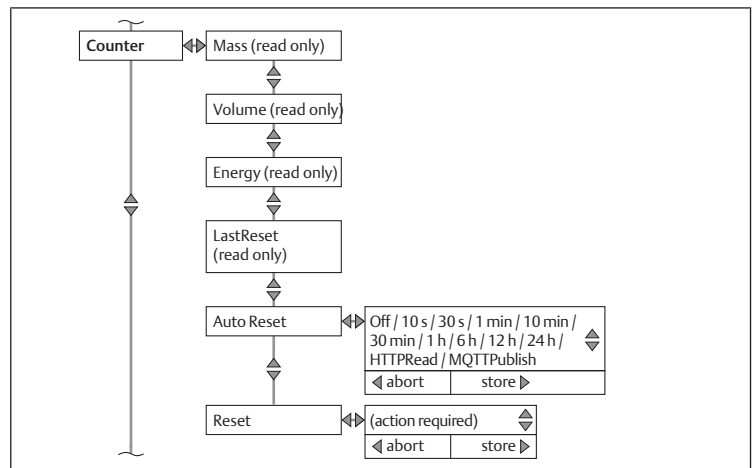 Counter
Mass (read only)
Volume (read only)
Energy (read only)
LastReset
(read only)
Auto Reset
Off / 10 s / 30 s / 1 min / 10 min /
30 min / 1 h / 6 h / 12 h / 24 h /
HTTPRead / MQTTPublish
abort store
Reset
(action required)
abort store